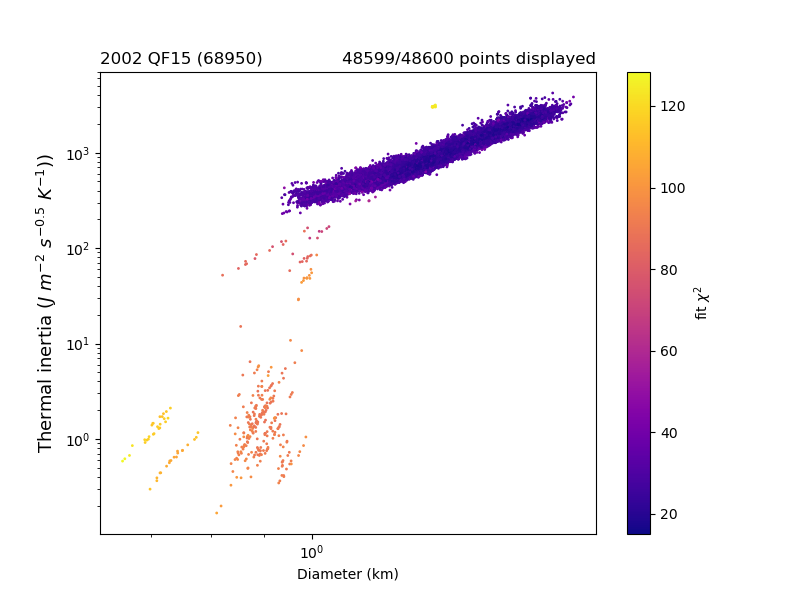 2002 QF15 (68950)
48599/48600 points displayed
Thermal inertia (J m⁻² s⁻⁰·⁵ K⁻¹))
10³
10²
10¹
10⁰
10⁰
Diameter (km)
120
100
80
60
40
20
fit χ²